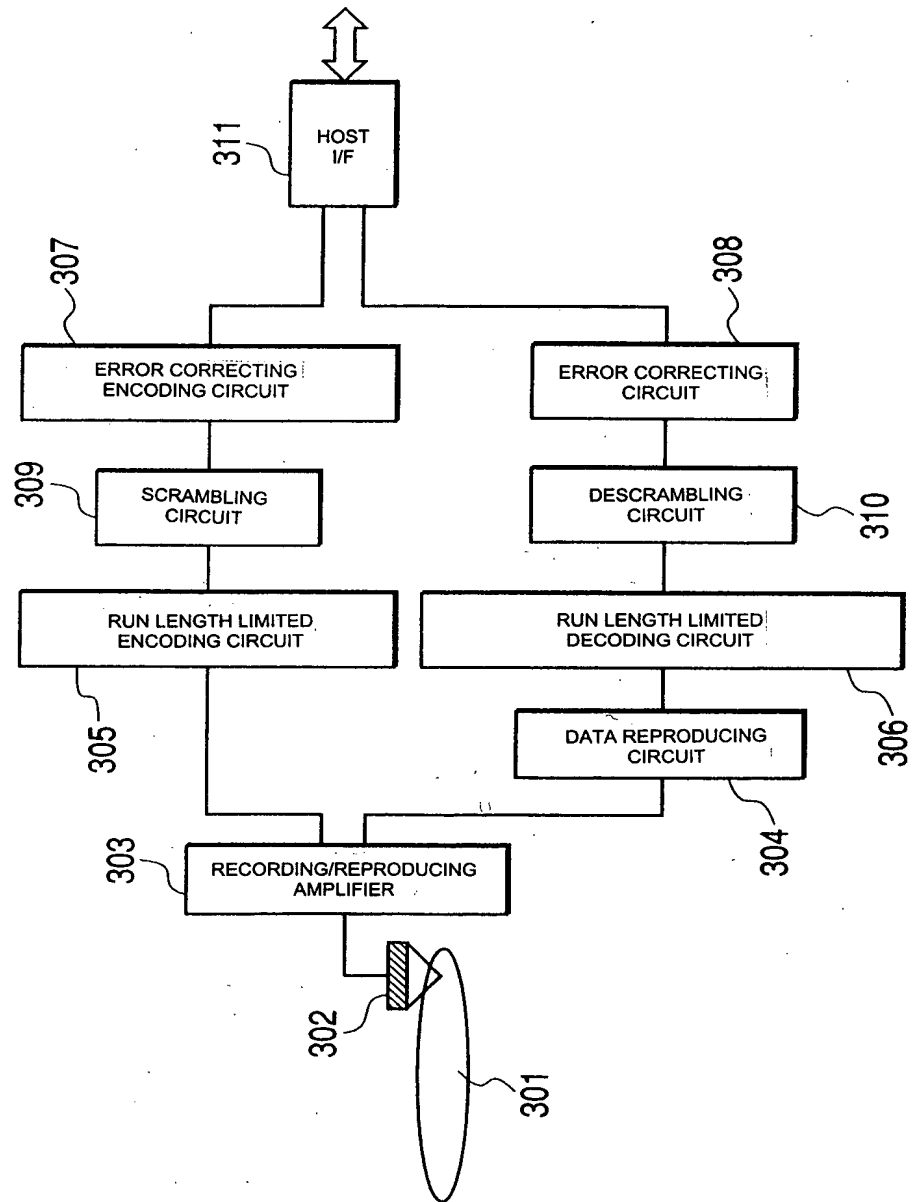 311
HOST
I/F
307
ERROR CORRECTING
ENCODING CIRCUIT
308
ERROR CORRECTING
CIRCUIT
309
SCRAMBLING
CIRCUIT
DESCRAMBLING
CIRCUIT
310
RUN LENGTH LIMITED
ENCODING CIRCUIT
305
RUN LENGTH LIMITED
DECODING CIRCUIT
306
DATA REPRODUCING
CIRCUIT
304
303
RECORDING/REPRODUCING
AMPLIFIER
302
301